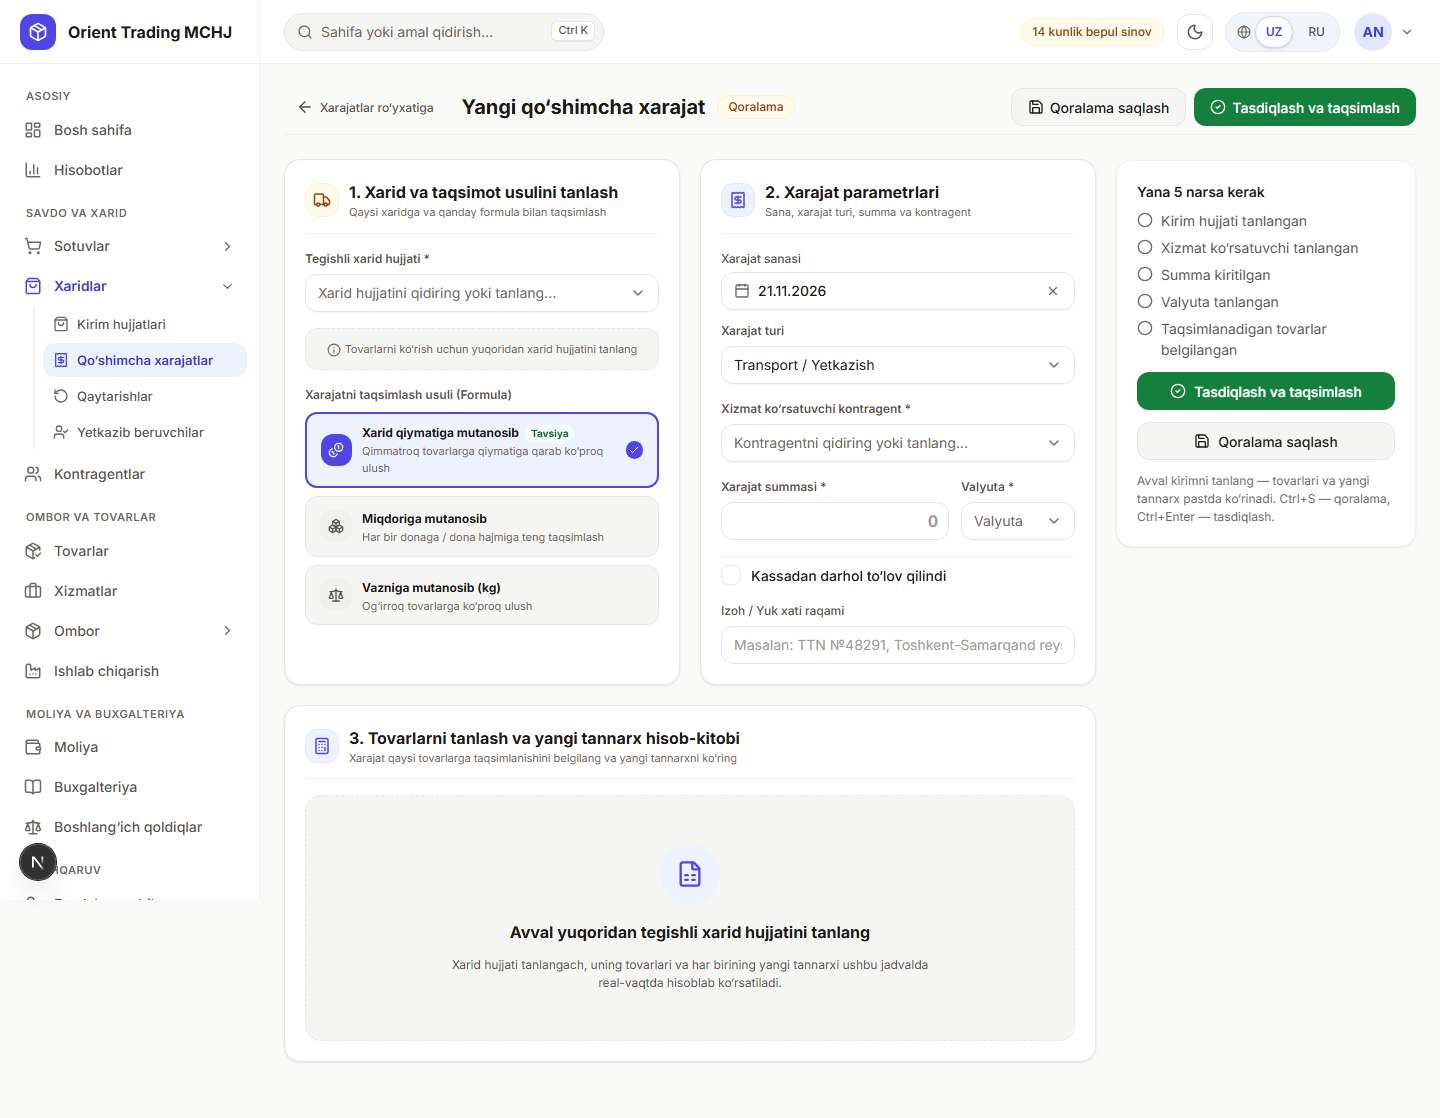 Orient Trading MCHJ
Sahifa yoki amal qidirish...
Ctrl K
14 kunlik bepul sinov
UZ
RU
AN
ASOSIY
Bosh sahifa
Hisobotlar
SAVDO VA XARID
Sotuvlar
Xaridlar
Kirim hujjatlari
Qo‘shimcha xarajatlar
Qaytarishlar
Yetkazib beruvchilar
Kontragentlar
OMBOR VA TOVARLAR
Tovarlar
Xizmatlar
Ombor
Ishlab chiqarish
MOLIYA VA BUXGALTERIYA
Moliya
Buxgalteriya
Boshlang‘ich qoldiqlar
N
Xarajatlar ro‘yxatiga
Yangi qo‘shimcha xarajat
Qoralama
Qoralama saqlash
Tasdiqlash va taqsimlash
1. Xarid va taqsimot usulini tanlash
Qaysi xaridga va qanday formula bilan taqsimlash
Tegishli xarid hujjati *
Xarid hujjatini qidiring yoki tanlang...
Tovarlarni ko‘rish uchun yuqoridan xarid hujjatini tanlang
Xarajatni taqsimlash usuli (Formula)
Xarid qiymatiga mutanosib
Tavsiya
Qimmatroq tovarlarga qiymatiga qarab ko‘proq
ulush
Miqdoriga mutanosib
Har bir donaga / dona hajmiga teng taqsimlash
Vazniga mutanosib (kg)
Og‘irroq tovarlarga ko‘proq ulush
2. Xarajat parametrlari
Sana, xarajat turi, summa va kontragent
Xarajat sanasi
21.11.2026
Xarajat turi
Transport / Yetkazish
Xizmat ko‘rsatuvchi kontragent *
Kontragentni qidiring yoki tanlang...
Xarajat summasi *
Valyuta *
0
Valyuta
Kassadan darhol to‘lov qilindi
Izoh / Yuk xati raqami
Masalan: TTN №48291, Toshkent-Samarqand reys
Yana 5 narsa kerak
Kirim hujjati tanlangan
Xizmat ko‘rsatuvchi tanlangan
Summa kiritilgan
Valyuta tanlangan
Taqsimlanadigan tovarlar
belgilangan
Tasdiqlash va taqsimlash
Qoralama saqlash
Avval kirimni tanlang — tovarlari va yangi
tannarx pastda ko‘rinadi. Ctrl+S — qoralama,
Ctrl+Enter — tasdiqlash.
3. Tovarlarni tanlash va yangi tannarx hisob-kitobi
Xarajat qaysi tovarlarga taqsimlanishini belgilang va yangi tannarxni ko‘ring
Avval yuqoridan tegishli xarid hujjatini tanlang
Xarid hujjati tanlangach, uning tovarlari va har birining yangi tannarxi ushbu jadvalda
real-vaqtda hisoblab ko‘rsatiladi.